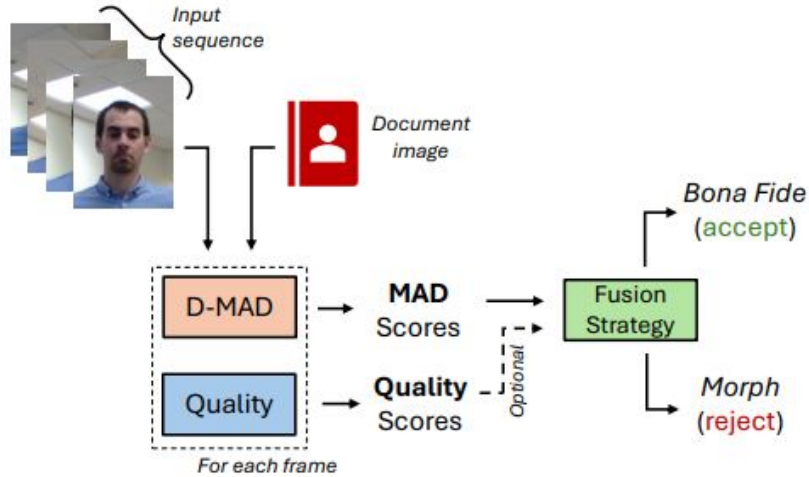 Input
sequence
Document
image
Bona Fide
(accept)
D-MAD
MAD
Scores
Fusion
Strategy
Optional
Quality
Quality
Scores
Morph
(reject)
For each frame